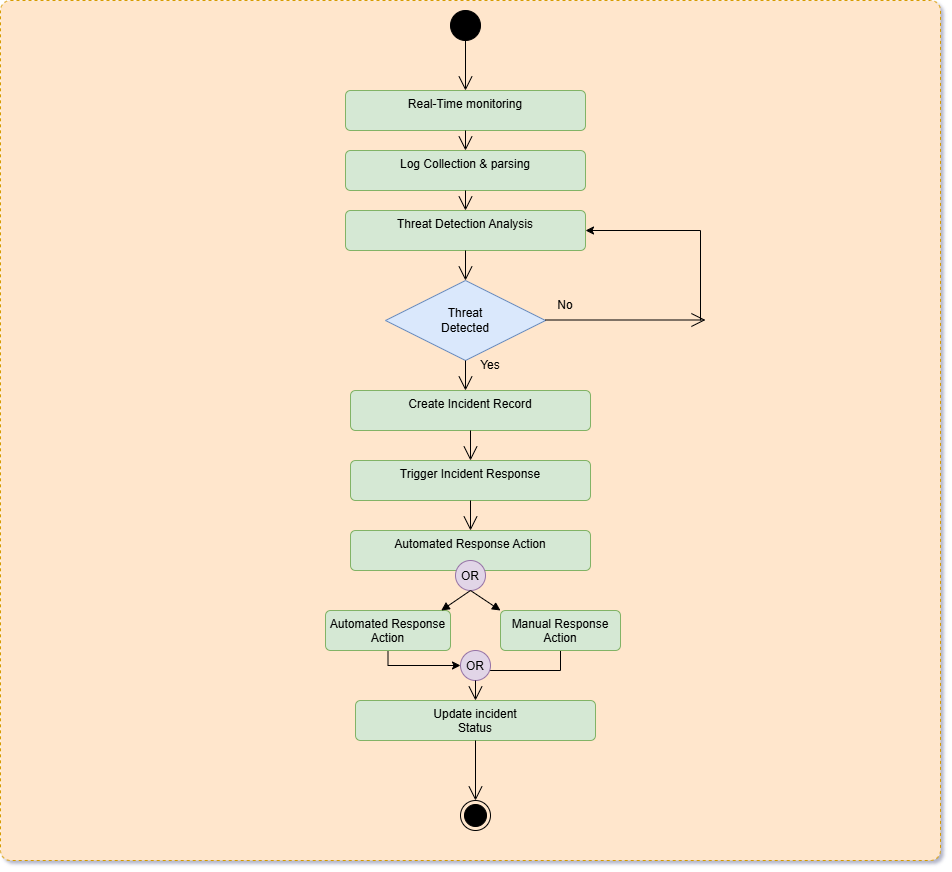 Real-Time monitoring
Log Collection & parsing
Threat Detection Analysis
No
Threat
Detected
Yes
Create Incident Record
Trigger Incident Response
Automated Response Action
OR
Automated Response
Action
Manual Response
Action
OR
Update incident
Status